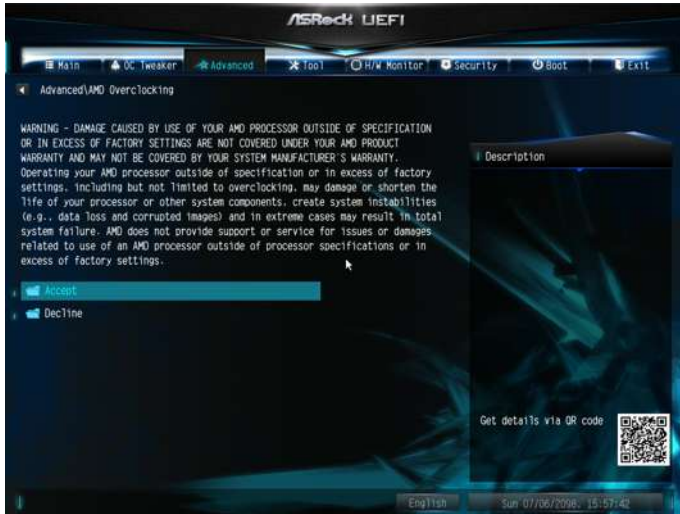 ASRock UEFI
Main OC Tweaker Advanced Tool H/W Monitor Security Boot Exit
Advanced\AMD Overclocking
WARNING - DAMAGE CAUSED BY USE OF YOUR AMD PROCESSOR OUTSIDE OF SPECIFICATION
OR IN EXCESS OF FACTORY SETTINGS ARE NOT COVERED UNDER YOUR AMD PRODUCT
WARRANTY AND MAY NOT BE COVERED BY YOUR SYSTEM MANUFACTURER'S WARRANTY.
Operating your AMD processor outside of specification or in excess of factory
settings, including but not limited to overclocking, may damage or shorten the
life of your processor or other system components, create system instabilities
(e.g., data loss and corrupted images) and in extreme cases may result in total
system failure. AMD does not provide support or service for issues or damages
related to use of an AMD processor outside of processor specifications or in
excess of factory settings.
Accept
Decline
Description
Get details via QR code
English
Sun 07/06/2098, 15:57:42